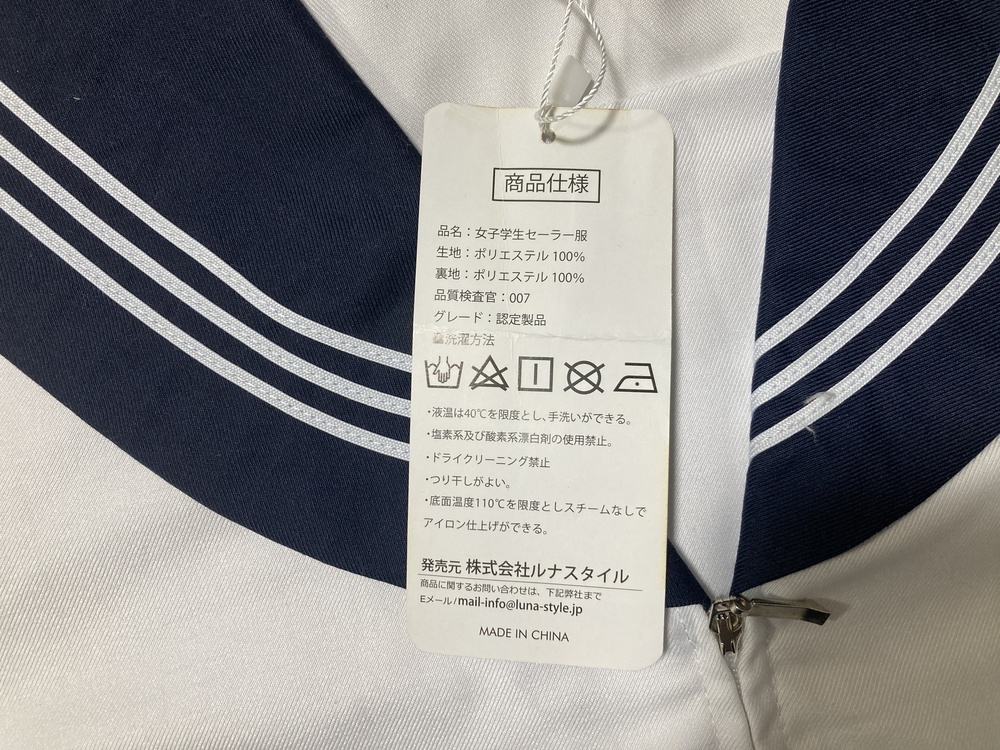 商品仕様
品名：女子学生セーラー服
生地：ポリエステル 100%
裏地：ポリエステル 100%
品質検査官：007
グレード：認定製品
洗濯方法
・液温は40℃を限度とし､手洗いができる。
・塩素系及び酸素系漂白剤の使用禁止。
・ドライクリーニング禁止
・つり干しがよい。
・底面温度110℃を限度としスチームなしで
アイロン仕上げができる。
発売元 株式会社ルナスタイル
商品に関するお問い合わせは、下記弊社まで
Eメール/mail-info@luna-style.jp
MADE IN CHINA